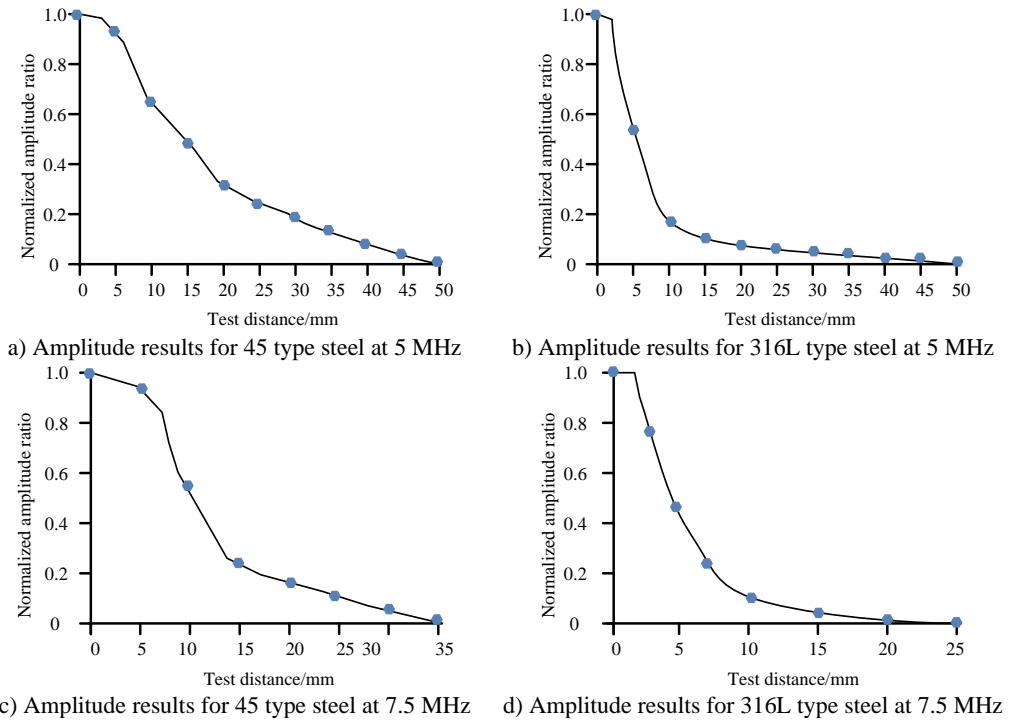 Normalized amplitude ratio
1.0
0.8
0.6
0.4
0.2
0
0 5 10 15 20 25 30 35 40 45 50
Test distance/mm
a) Amplitude results for 45 type steel at 5 MHz
Normalized amplitude ratio
1.0
0.8
0.6
0.4
0.2
0
0 5 10 15 20 25 30 35 40 45 50
Test distance/mm
b) Amplitude results for 316L type steel at 5 MHz
Normalized amplitude ratio
1.0
0.8
0.6
0.4
0.2
0
0 5 10 15 20 25 30 35
Test distance/mm
c) Amplitude results for 45 type steel at 7.5 MHz
Normalized amplitude ratio
1.0
0.8
0.6
0.4
0.2
0
0 5 10 15 20 25
Test distance/mm
d) Amplitude results for 316L type steel at 7.5 MHz